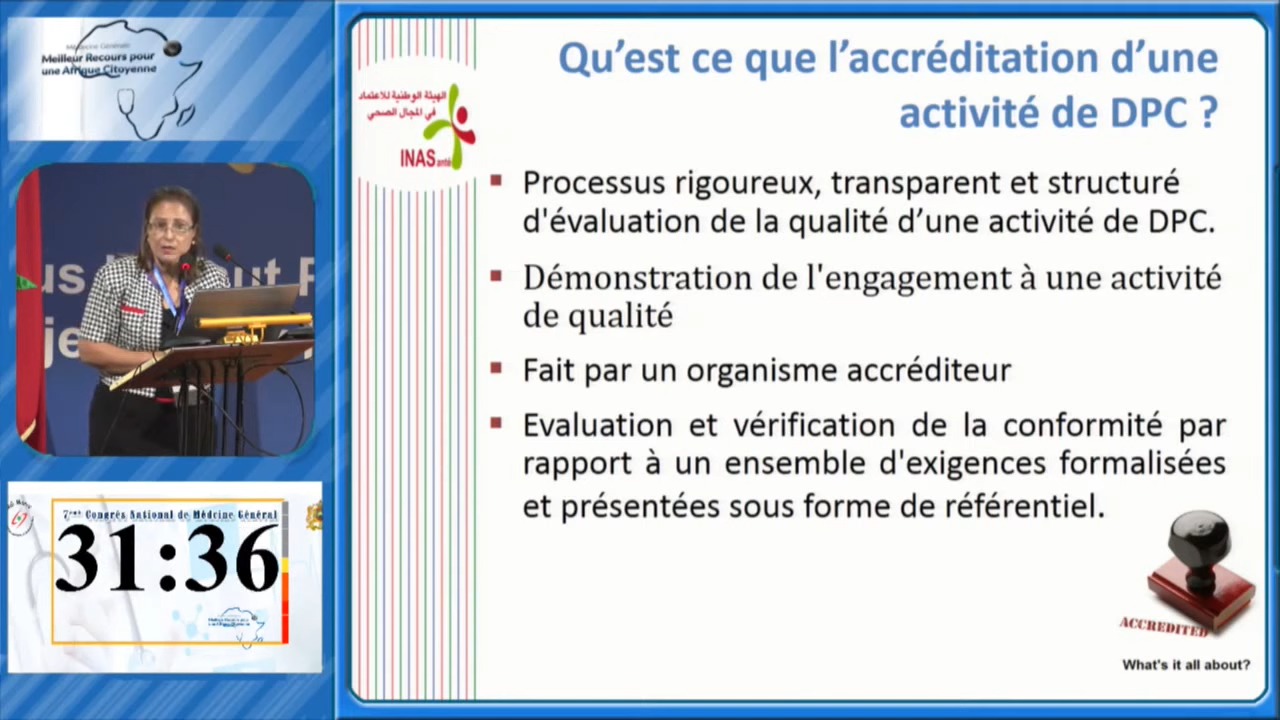 Médecine Générale
Meilleur Recours pour
une Afrique Citoyenne
الهيئة الوطنية للاعتماد
في المجال الصحي
INAS anté
Qu’est ce que l’accréditation d’une
activité de DPC ?
▪ Processus rigoureux, transparent et structuré
d'évaluation de la qualité d’une activité de DPC.
▪ Démonstration de l'engagement à une activité
de qualité
▪ Fait par un organisme accréditeur
▪ Evaluation et vérification de la conformité par
rapport à un ensemble d'exigences formalisées
et présentées sous forme de référentiel.
ACCREDITED
What's it all about?
7ème Congrès National de Médcine Général
31:36